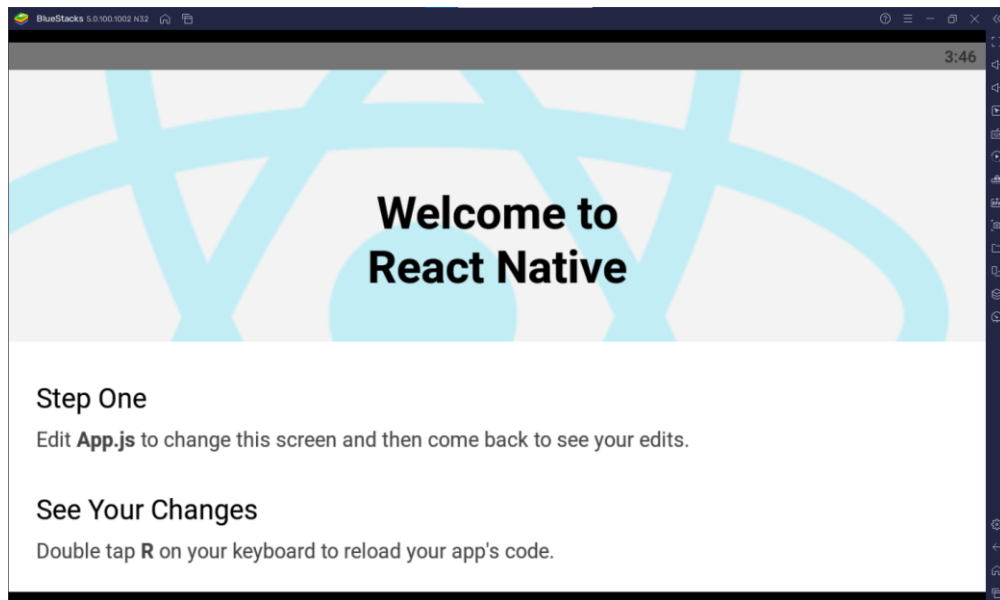 BlueStacks 5.0.100.1002 N32
3:46
Welcome to
React Native
Step One
Edit App.js to change this screen and then come back to see your edits.
See Your Changes
Double tap R on your keyboard to reload your app's code.